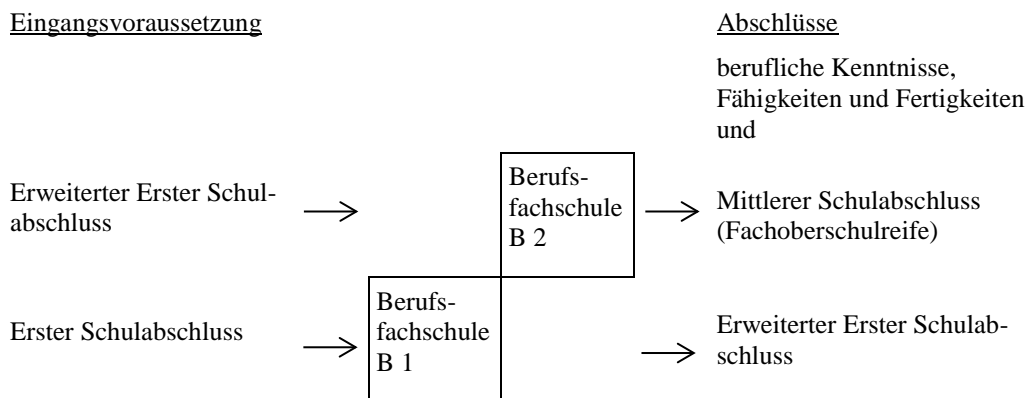 Eingangsvoraussetzung
Abschlüsse
berufliche Kenntnisse,
Fähigkeiten und Fertigkeiten
und
Erweiterter Erster Schul-
abschluss
Berufs-
fachschule
B 2
Mittlerer Schulabschluss
(Fachoberschulreife)
Erster Schulabschluss
Berufs-
fachschule
B 1
Erweiterter Erster Schulab-
schluss